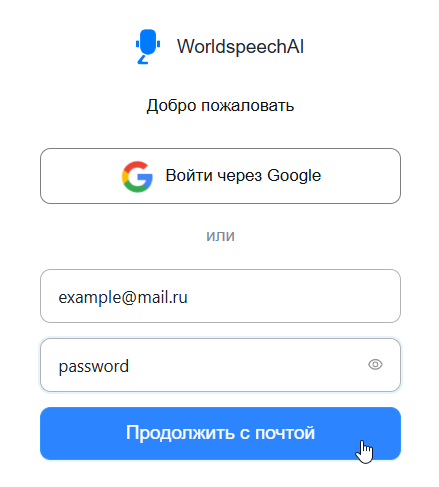 WorldspeechAI
Добро пожаловать
Войти через Google
или
example@mail.ru
password
Продолжить с почтой